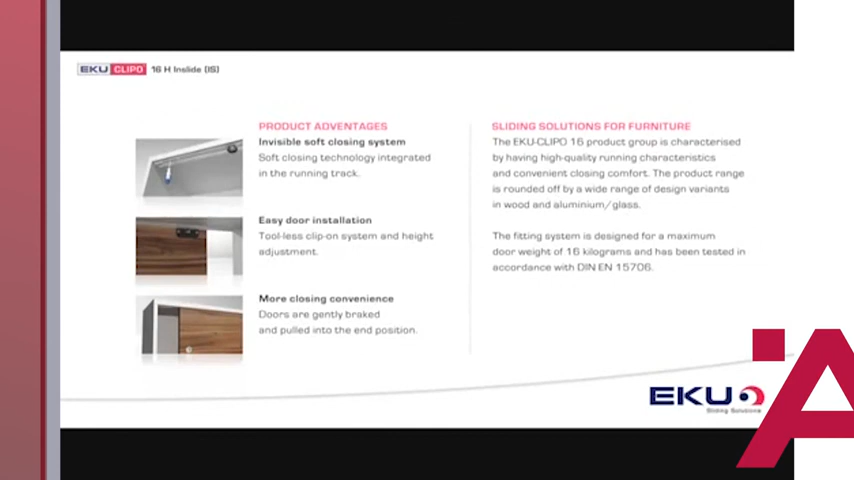 EKU CLIPO 16 H Inslide (IS)
PRODUCT ADVENTAGES
Invisible soft closing system
Soft closing technology integrated
in the running track.
Easy door installation
Tool-less clip-on system and height
adjustment.
More closing convenience
Doors are gently braked
and pulled into the end position.
SLIDING SOLUTIONS FOR FURNITURE
The EKU-CLIPO 16 product group is characterised
by having high-quality running characteristics
and convenient closing comfort. The product range
is rounded off by a wide range of design variants
in wood and aluminium/glass.
The fitting system is designed for a maximum
door weight of 16 kilograms and has been tested in
accordance with DIN EN 15706.
EKU
Sliding Solutions
A